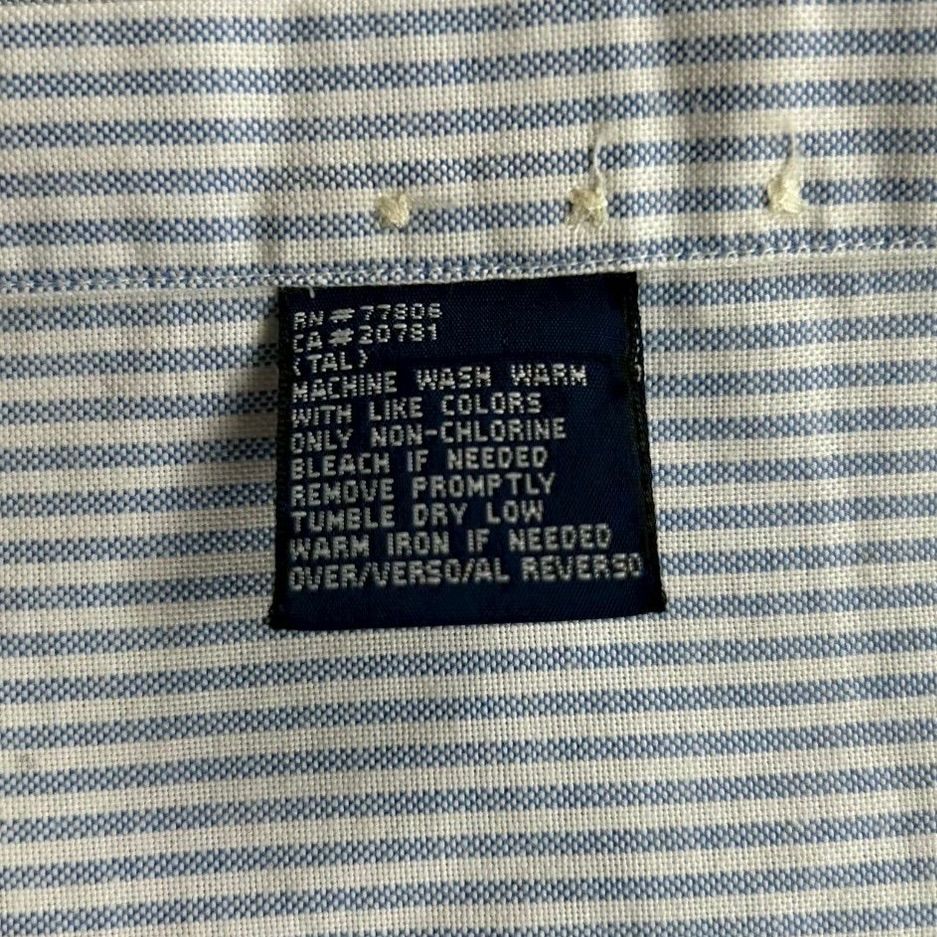 RN# 77806
CA# 20781
(TAL)
MACHINE WASH WARM
WITH LIKE COLORS
ONLY NON-CHLORINE
BLEACH IF NEEDED
REMOVE PROMPTLY
TUMBLE DRY LOW
WARM IRON IF NEEDED
OVER/VERSO/AL REVERSO